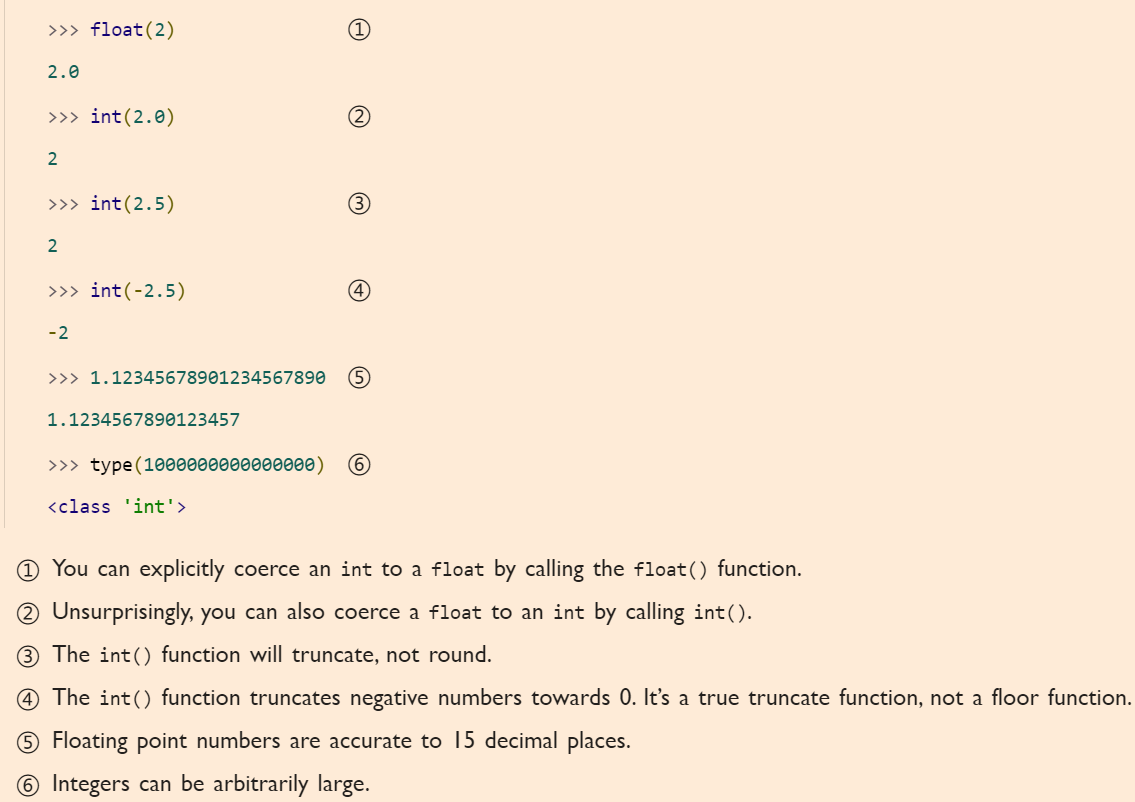 >>> float(2) ①
2.0
>>> int(2.0) ②
2
>>> int(2.5) ③
2
>>> int(-2.5) ④
-2
>>> 1.12345678901234567890 ⑤
1.1234567890123457
>>> type(1000000000000000) ⑥
<class 'int'>
① You can explicitly coerce an int to a float by calling the float() function.
② Unsurprisingly, you can also coerce a float to an int by calling int().
③ The int() function will truncate, not round.
④ The int() function truncates negative numbers towards 0. It’s a true truncate function, not a floor function.
⑤ Floating point numbers are accurate to 15 decimal places.
⑥ Integers can be arbitrarily large.